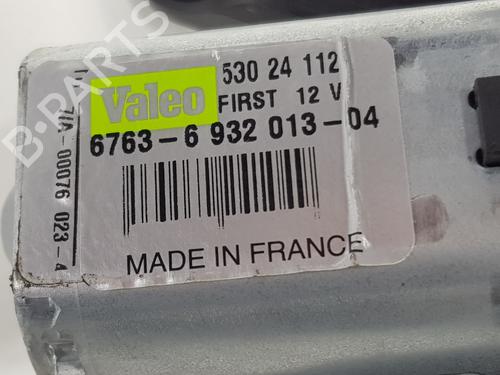 Valeo
530 24 112
FIRST 12 V
6763-6 932 013-04
MADE IN FRANCE
00076 023-4
B-PARTS